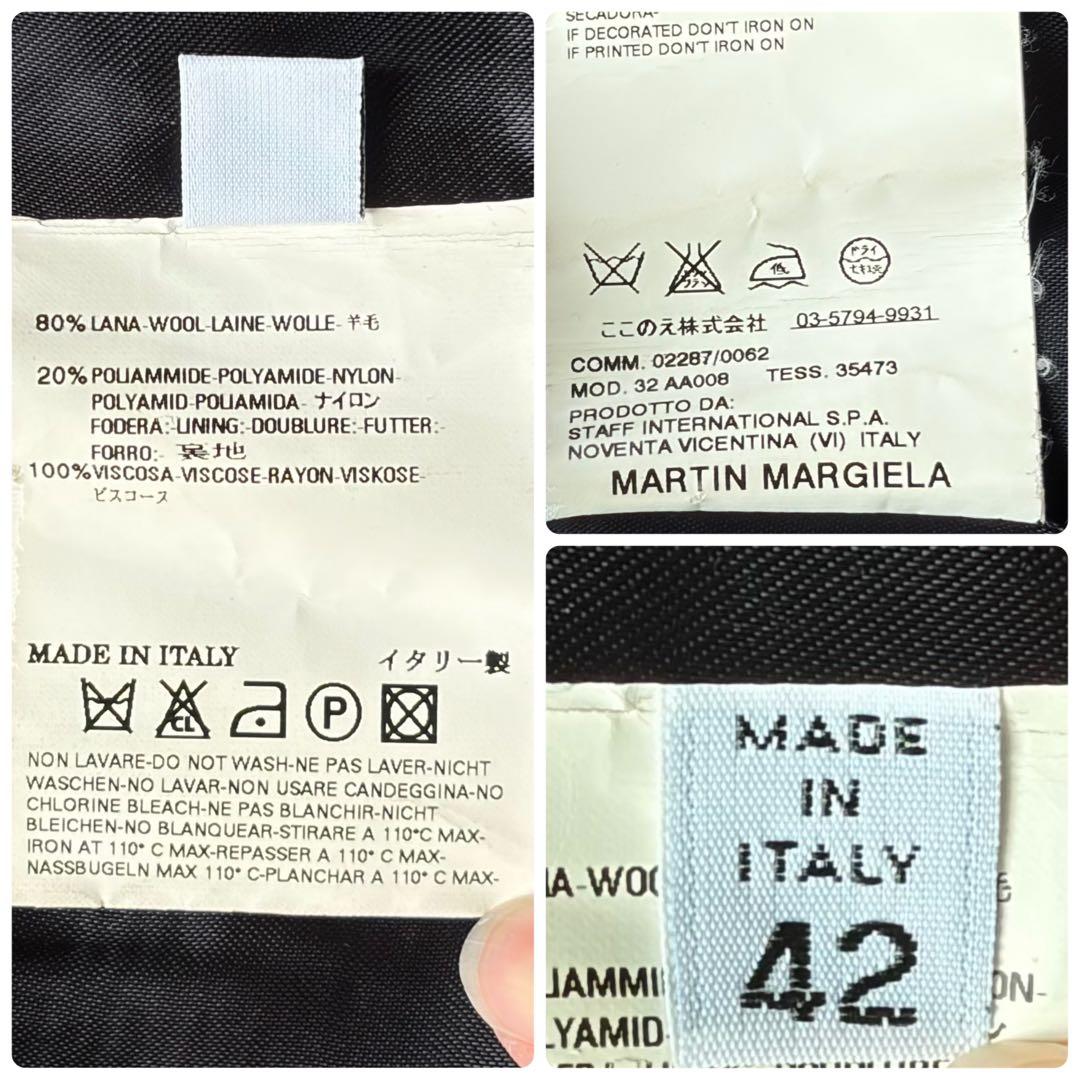 80% LANA-WOOL-LAINE-WOLLE-羊毛
20% POLIAMMIDE-POLYAMIDE-NYLON-
POLYAMID-POLIAMIDA-ナイロン
FODERA:-LINING:-DOUBLURE:-FUTTER:-
FORRO:- 裏地
100% VISCOSA-VISCOSE-RAYON-VISKOSE-
ビスコース
MADE IN ITALY イタリー製
CL P
NON LAVARE-DO NOT WASH-NE PAS LAVER-NICHT
WASCHEN-NO LAVAR-NON USARE CANDEGGINA-NO
CHLORINE BLEACH-NE PAS BLANCHIR-NICHT
BLEICHEN-NO BLANQUEAR-STIRARE A 110°C MAX-
IRON AT 110° C MAX-REPASSER A 110° C MAX-
NASSBUGELN MAX 110° C-PLANCHAR A 110° C MAX-
SECADORA-
IF DECORATED DON'T IRON ON
IF PRINTED DON'T IRON ON
低 ドライ
ここのえ株式会社 03-5794-9931
COMM. 02287/0062
MOD. 32 AA008 TESS. 35473
PRODOTTO DA:
STAFF INTERNATIONAL S.P.A.
NOVENTA VICENTINA (VI) ITALY
MARTIN MARGIELA
MADE
IN
ITALY
42